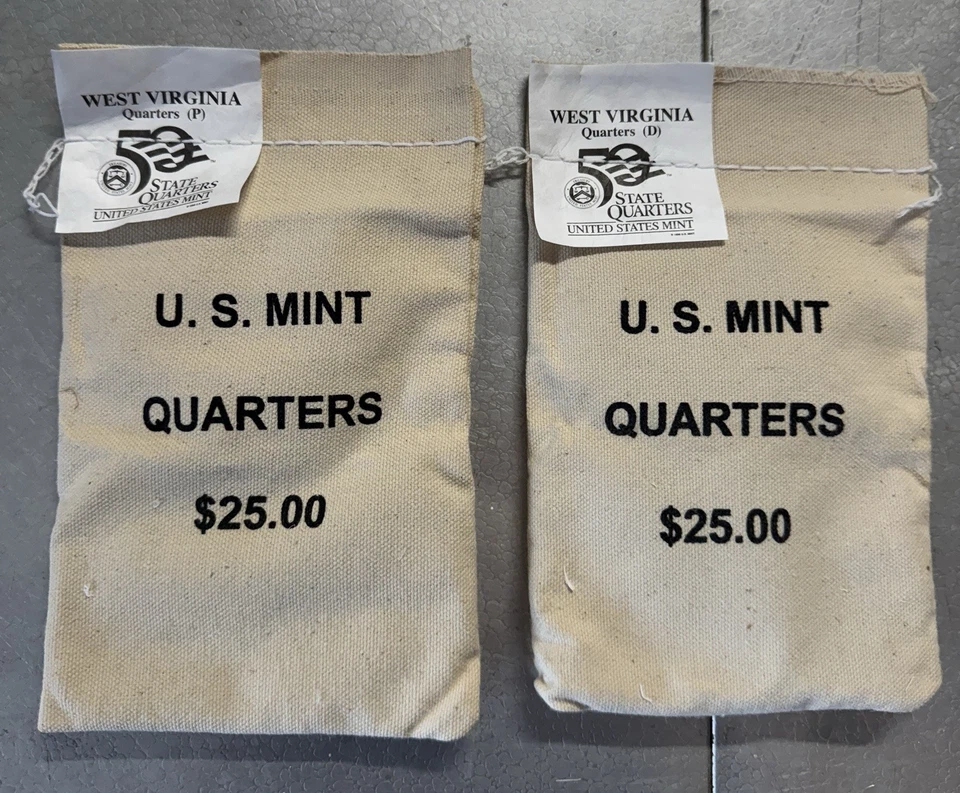 WEST VIRGINIA
Quarters (P)
50
STATE
QUARTERS
UNITED STATES MINT
U. S. MINT
QUARTERS
$25.00
WEST VIRGINIA
Quarters (D)
50
STATE
QUARTERS
UNITED STATES MINT
U. S. MINT
QUARTERS
$25.00